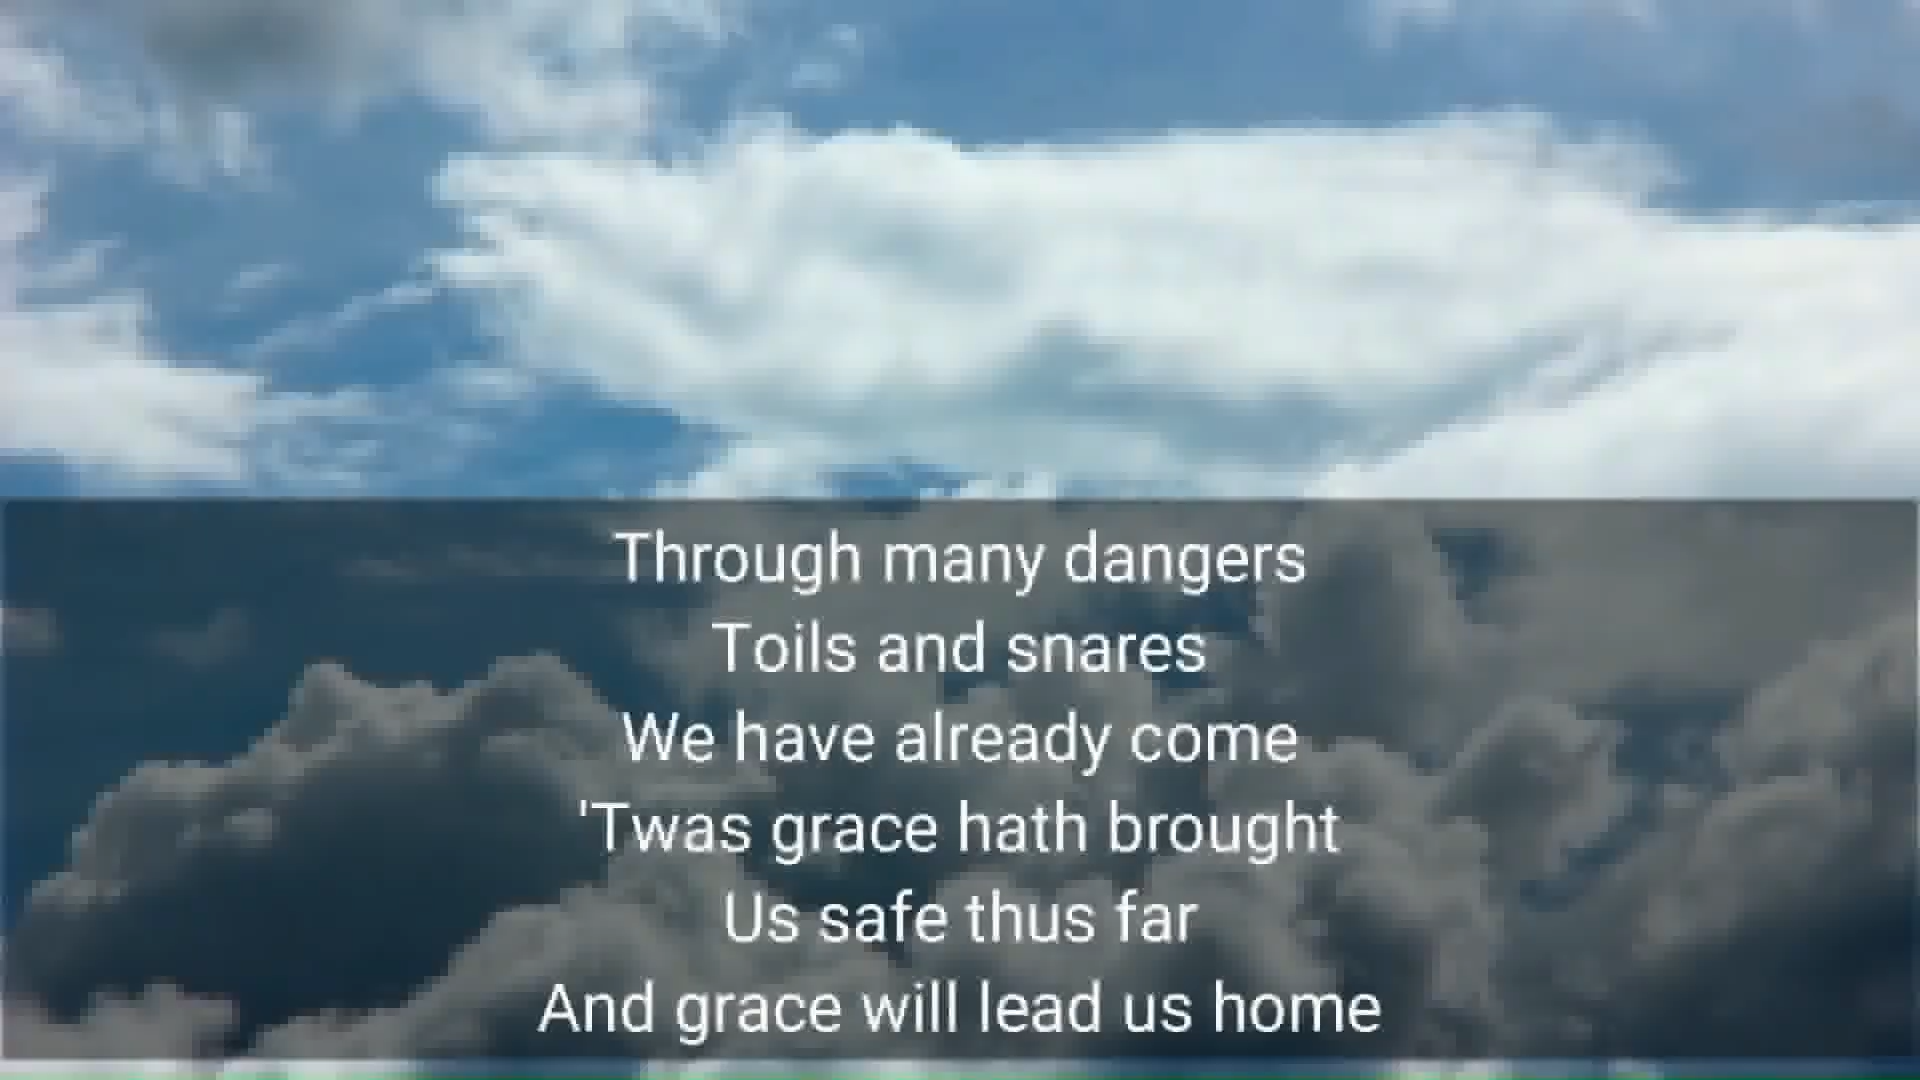 Through many dangers
Toils and snares
We have already come
'Twas grace hath brought
Us safe thus far
And grace will lead us home